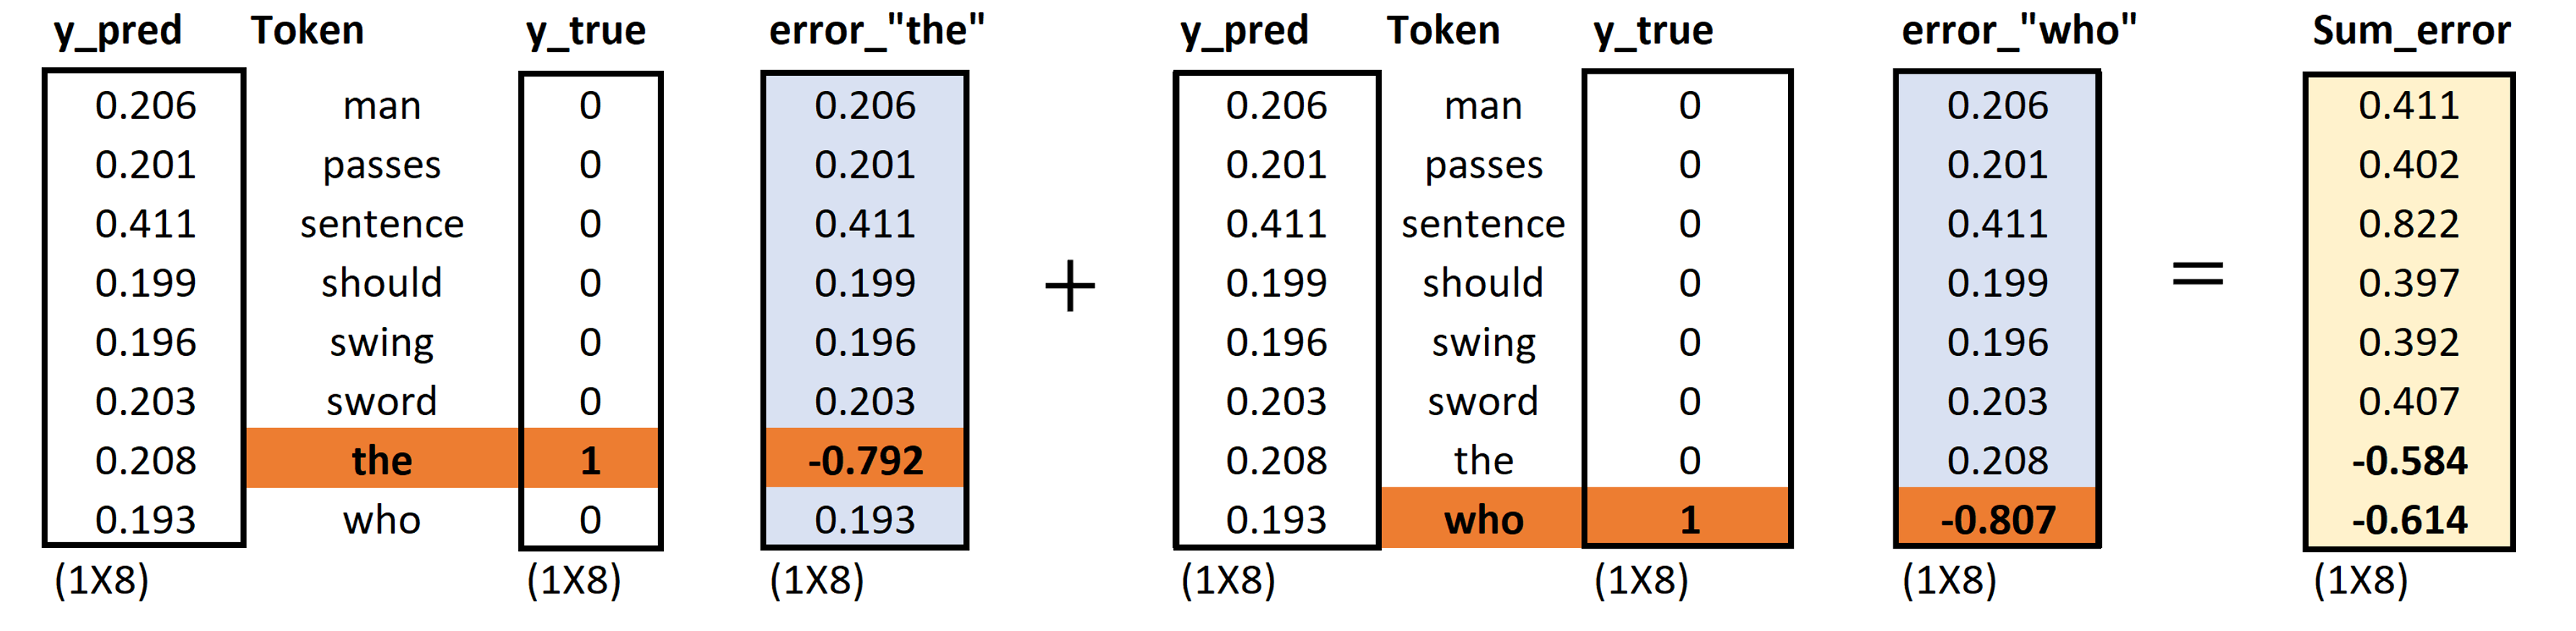 y_pred Token y_true error_"the" y_pred Token y_true error_"who" Sum_error
0.206 man 0 0.206 0.206 man 0 0.206 0.411
0.201 passes 0 0.201 0.201 passes 0 0.201 0.402
0.411 sentence 0 0.411 0.411 sentence 0 0.411 0.822
0.199 should 0 0.199 + 0.199 should 0 0.199 = 0.397
0.196 swing 0 0.196 0.196 swing 0 0.196 0.392
0.203 sword 0 0.203 0.203 sword 0 0.203 0.407
0.208 the 1 -0.792 0.208 the 0 0.208 -0.584
0.193 who 0 0.193 0.193 who 1 -0.807 -0.614
(1X8) (1X8) (1X8) (1X8) (1X8) (1X8) (1X8)